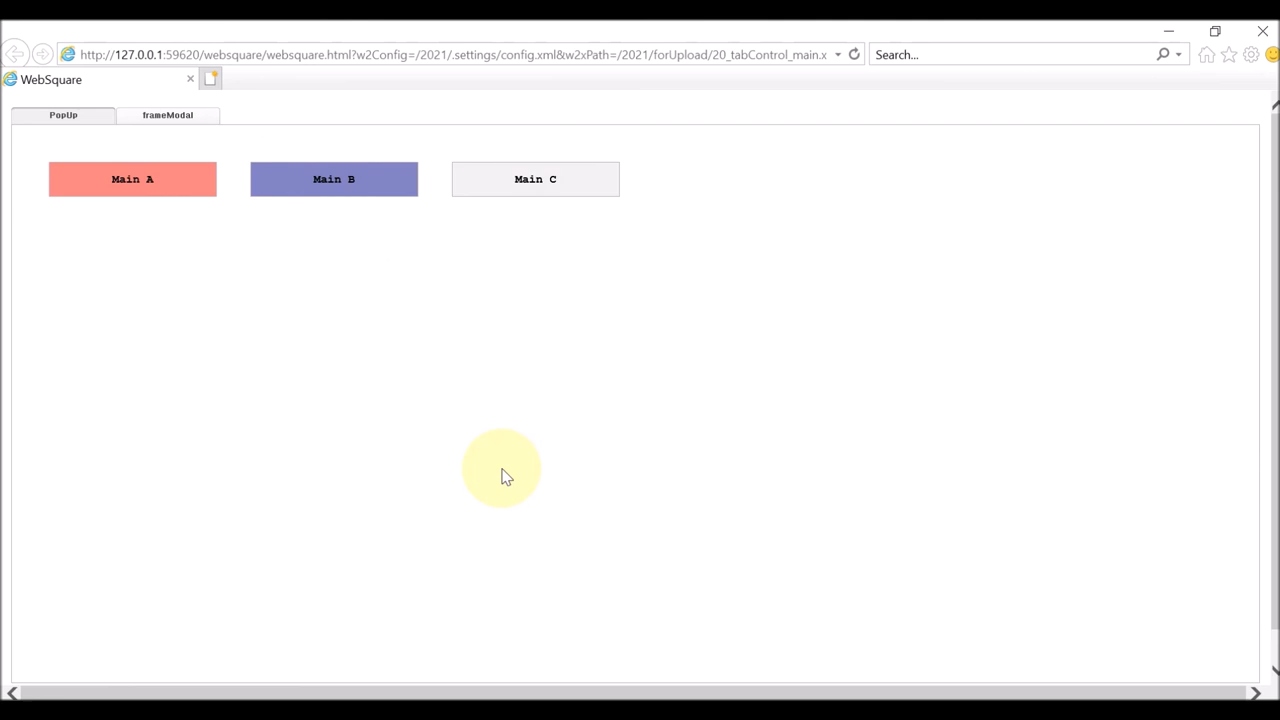 http://127.0.0.1:59620/websquare/websquare.html?w2Config=/2021/.settings/config.xml&w2xPath=/2021/forUpload/20_tabControl_main.x
Search...
WebSquare
PopUp
frameModal
Main A
Main B
Main C